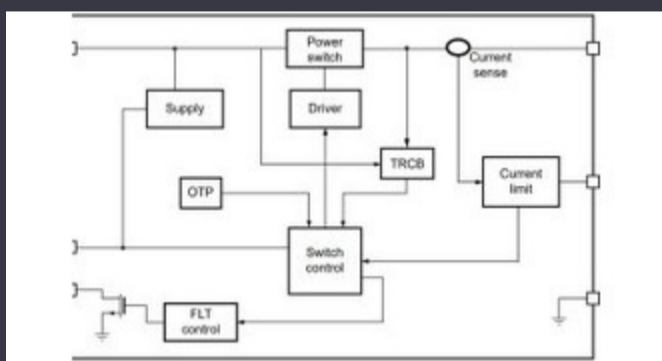 Power
switch
Current
sense
Supply
Driver
TRCB
OTP
Current
limit
Switch
control
FLT
control